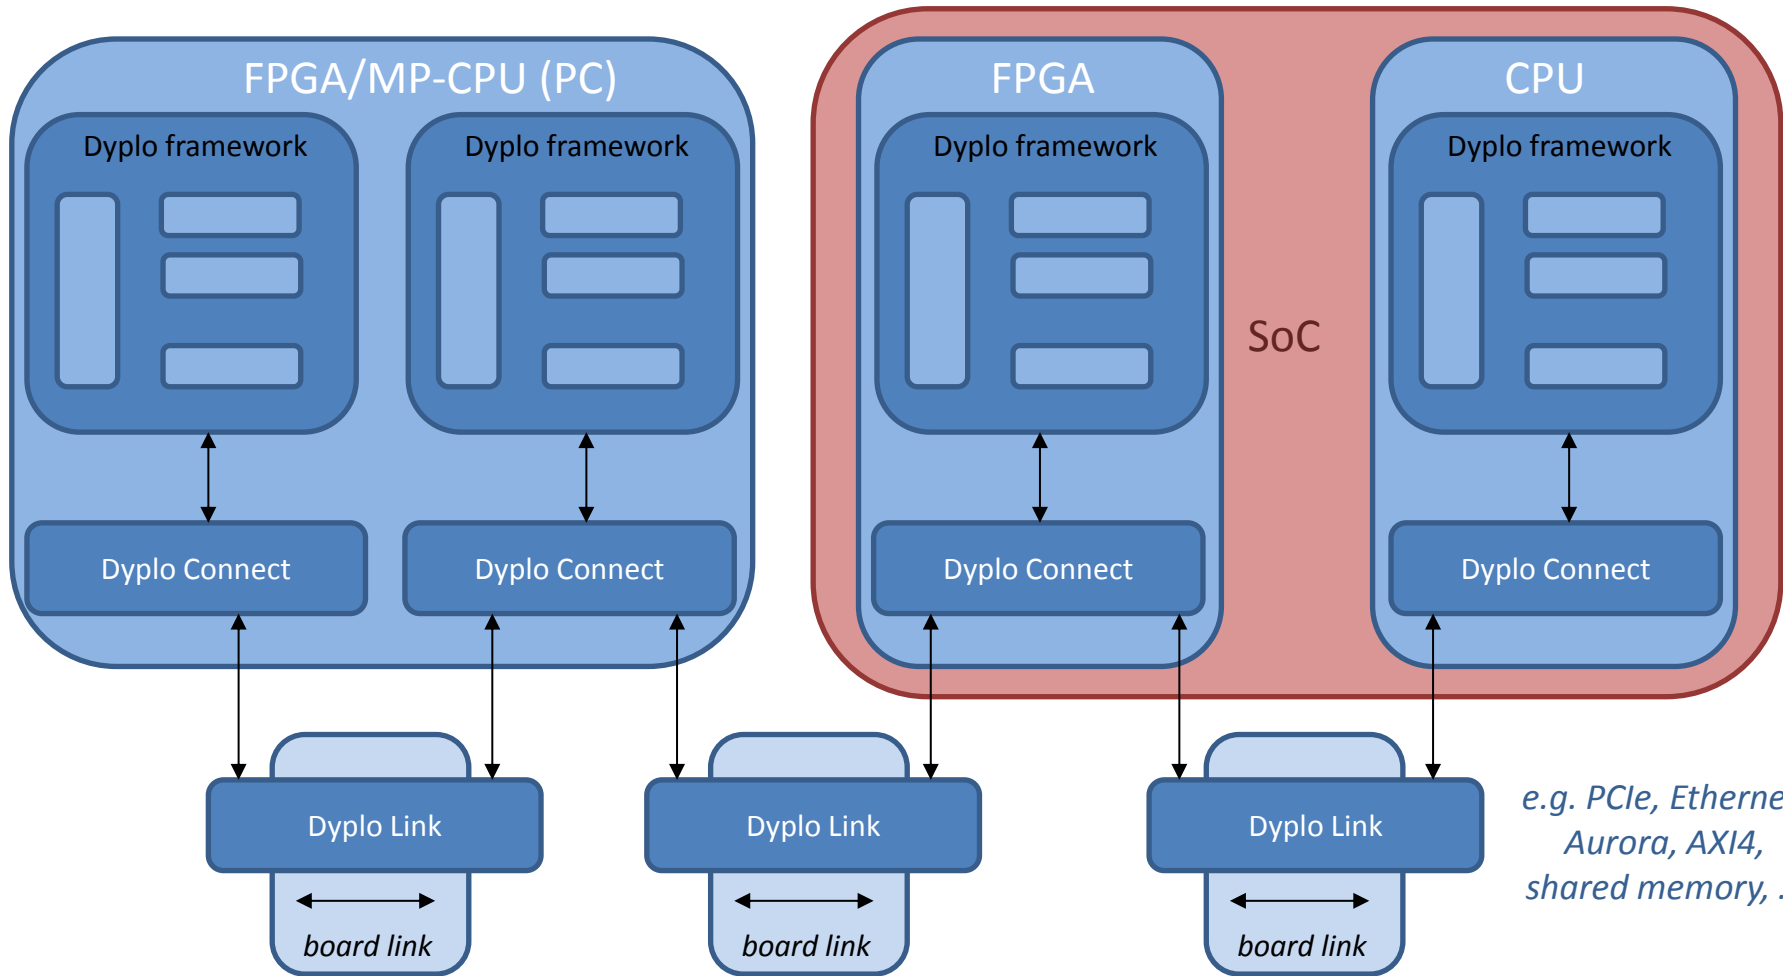 FPGA/MP-CPU (PC)
FPGA
CPU
Dyplo framework
Dyplo framework
Dyplo framework
Dyplo framework
SoC
Dyplo Connect
Dyplo Connect
Dyplo Connect
Dyplo Connect
Dyplo Link
Dyplo Link
Dyplo Link
e.g. PCIe, Etherne
Aurora, AXI4,
shared memory, .
board link
board link
board link